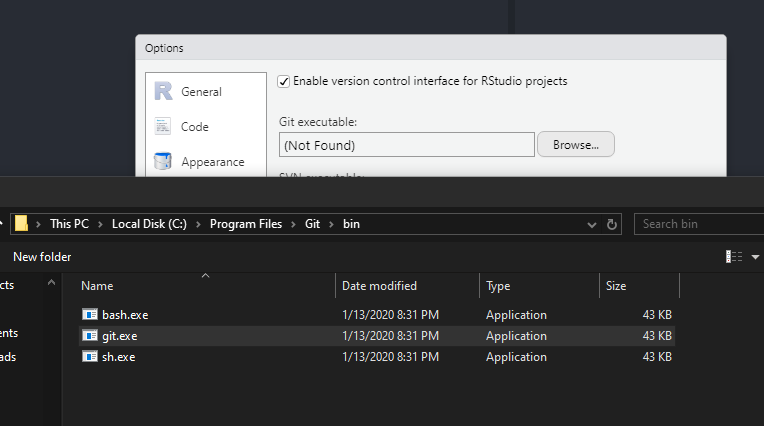 Options
General
Enable version control interface for RStudio projects
Code
Git executable:
(Not Found)
Browse...
Appearance
This PC > Local Disk (C:) > Program Files > Git > bin
Search bin
New folder
Name Date modified Type Size
bash.exe 1/13/2020 8:31 PM Application 43 KB
git.exe 1/13/2020 8:31 PM Application 43 KB
sh.exe 1/13/2020 8:31 PM Application 43 KB
cts
ents
ads